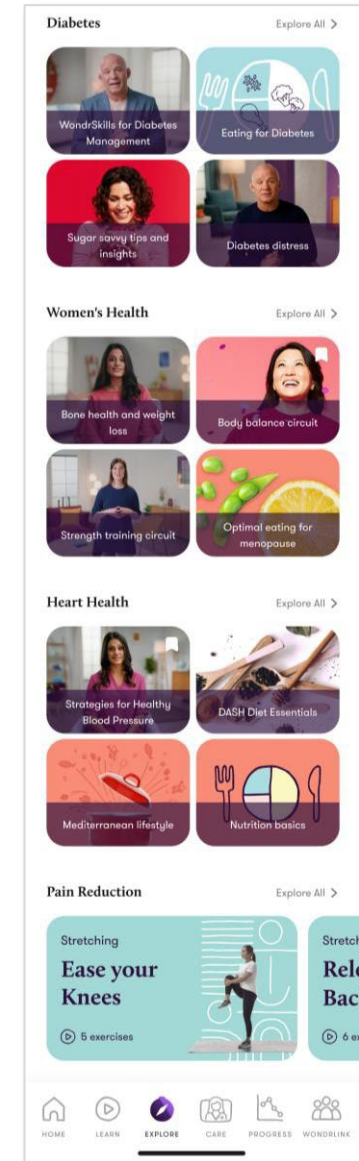 Diabetes
Explore All >
WondrSkills for Diabetes
Management
Eating for Diabetes
Sugar savvy tips and
insights
Diabetes distress
Women's Health
Explore All >
Bone health and weight
loss
Body balance circuit
Strength training circuit
Optimal eating for
menopause
Heart Health
Explore All >
Strategies for Healthy
Blood Pressure
DASH Diet Essentials
Mediterranean lifestyle
Nutrition basics
Pain Reduction
Explore All >
Stretching
Ease your
Knees
5 exercises
Stretch
Rel
Bac
6 ex
HOME
LEARN
EXPLORE
CARE
PROGRESS
WONDRLINK